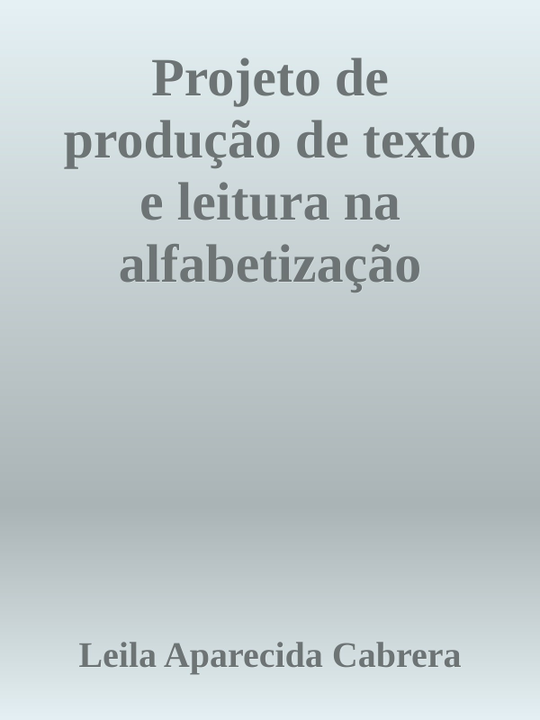 Projeto de
produção de texto
e leitura na
alfabetização
Leila Aparecida Cabrera